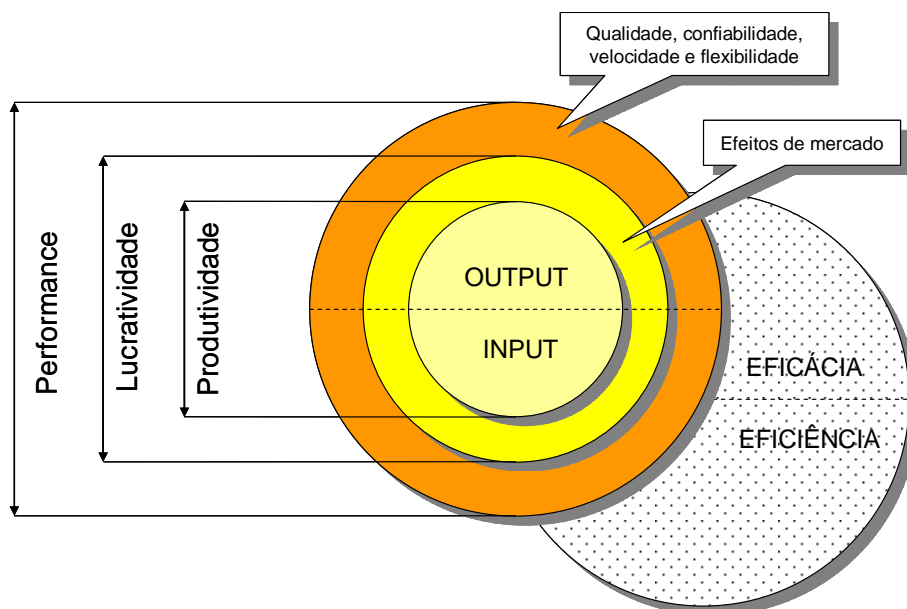 Qualidade, confiabilidade,
velocidade e flexibilidade
Efeitos de mercado
Performance
Lucratividade
Produtividade
OUTPUT
INPUT
EFICÁCIA
EFICIÊNCIA